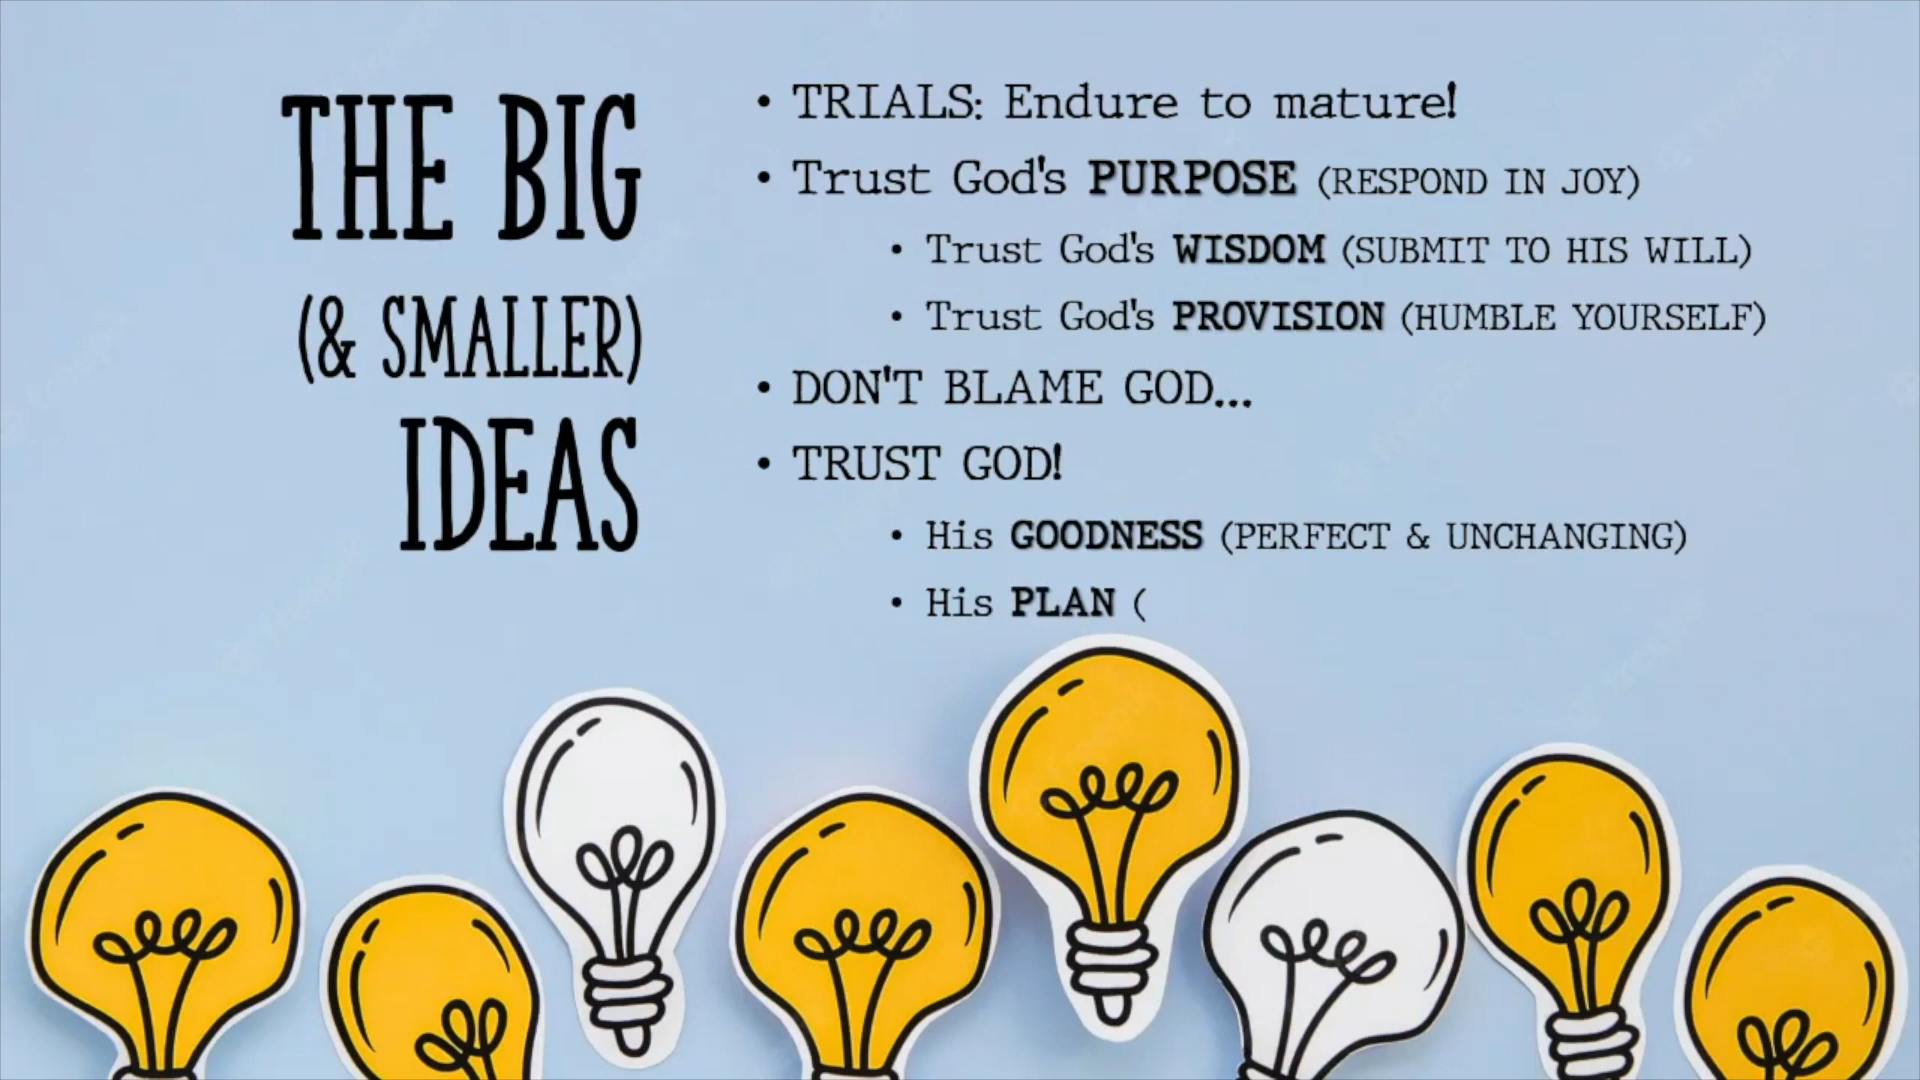 THE BIG
(& SMALLER)
IDEAS
• TRIALS: Endure to mature!
• Trust God's PURPOSE (RESPOND IN JOY)
• Trust God's WISDOM (SUBMIT TO HIS WILL)
• Trust God's PROVISION (HUMBLE YOURSELF)
• DON'T BLAME GOD...
• TRUST GOD!
• His GOODNESS (PERFECT & UNCHANGING)
• His PLAN (